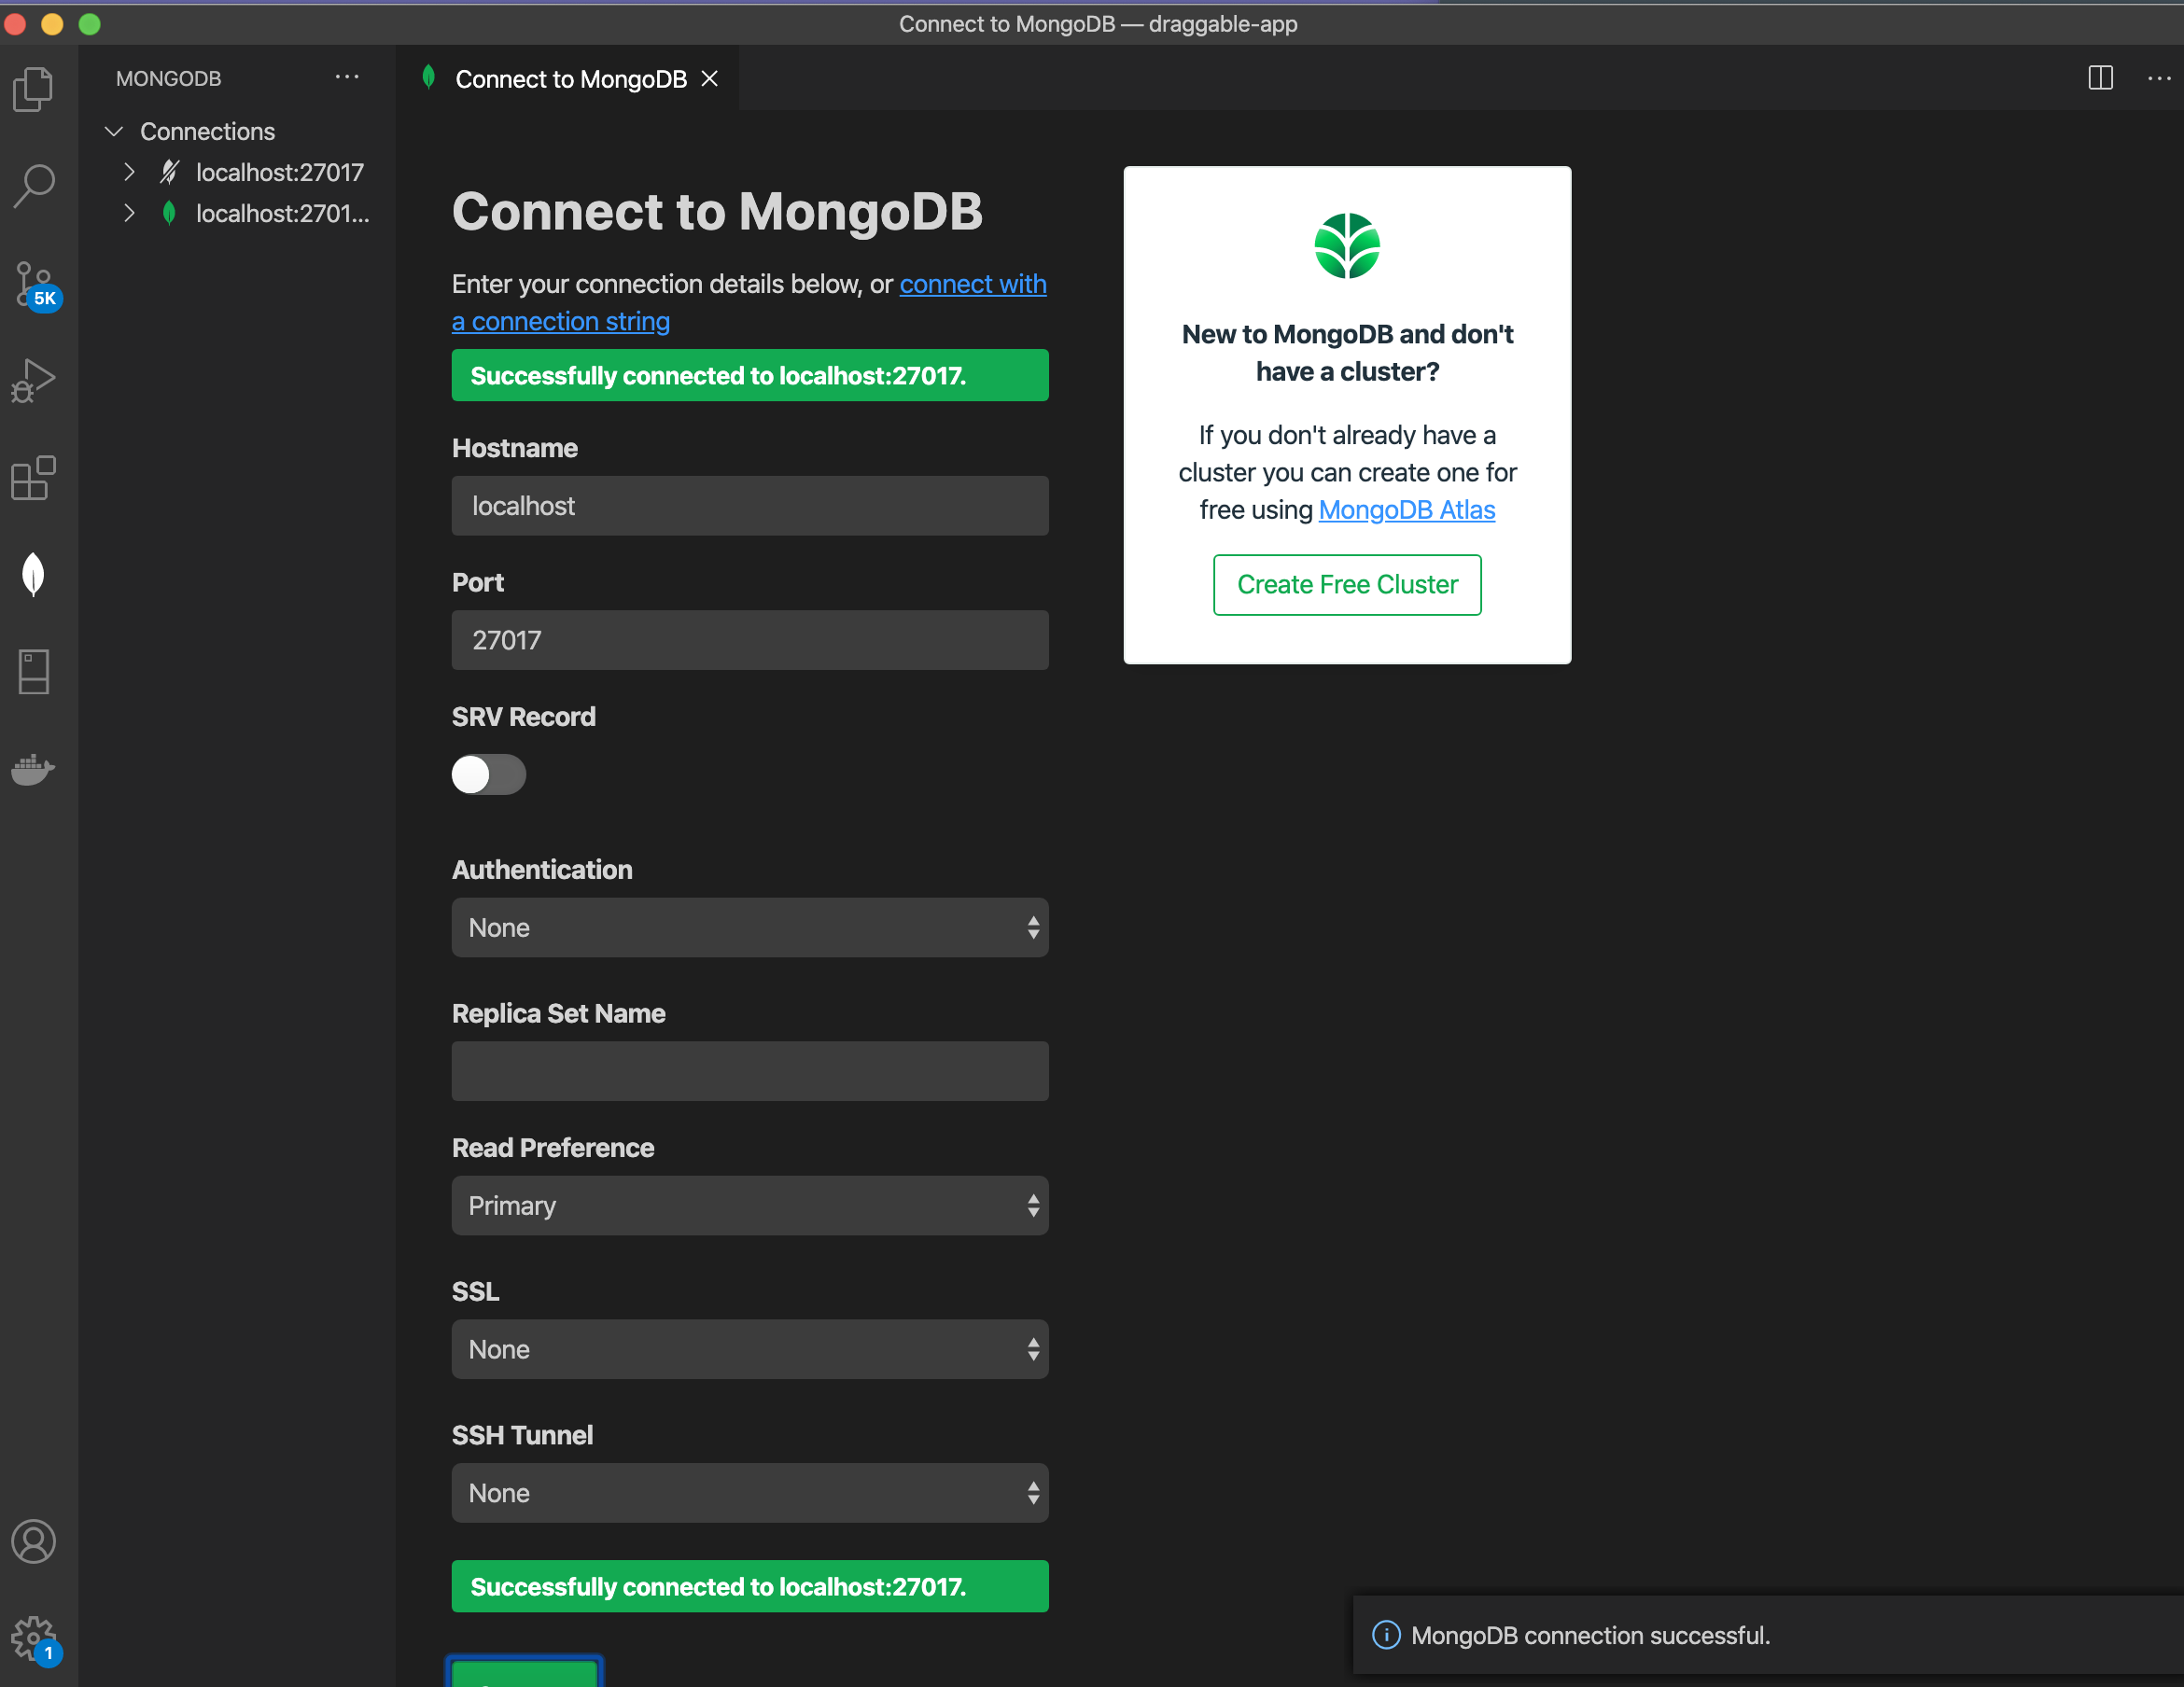 Connect to MongoDB — draggable-app
MONGODB
Connections
localhost:27017
localhost:2701...
5K
1
Connect to MongoDB
Connect to MongoDB
Enter your connection details below, or connect with
a connection string
Successfully connected to localhost:27017.
Hostname
localhost
Port
27017
SRV Record
Authentication
None
Replica Set Name
Read Preference
Primary
SSL
None
SSH Tunnel
None
Successfully connected to localhost:27017.
New to MongoDB and don't
have a cluster?
If you don't already have a
cluster you can create one for
free using MongoDB Atlas
Create Free Cluster
MongoDB connection successful.